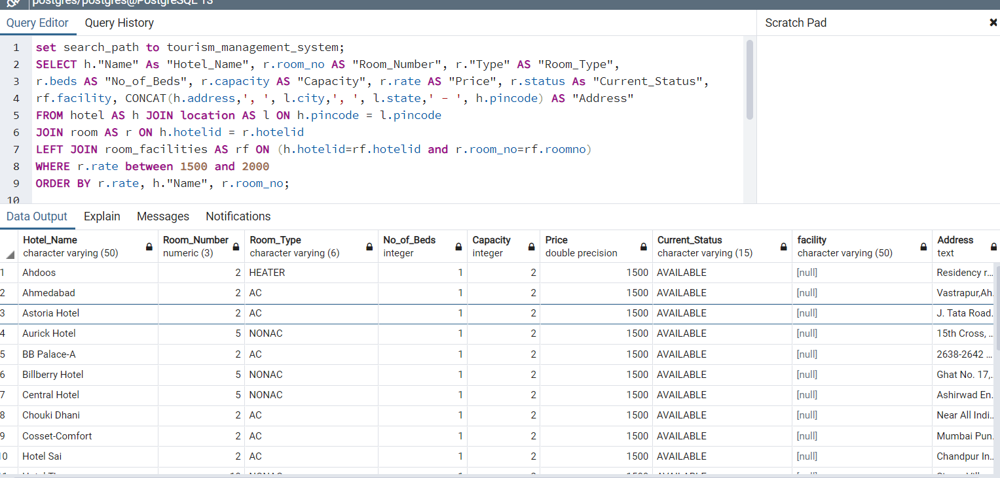 postgres/postgres@PostgreSQL 13
Query Editor Query History
Scratch Pad
1 set search_path to tourism_management_system;
2 SELECT h."Name" As "Hotel_Name", r.room_no AS "Room_Number", r."Type" AS "Room_Type",
3 r.beds AS "No_of_Beds", r.capacity AS "Capacity", r.rate AS "Price", r.status As "Current_Status",
4 rf.facility, CONCAT(h.address,', ', l.city,', ', l.state,' - ', h.pincode) AS "Address"
5 FROM hotel AS h JOIN location AS l ON h.pincode = l.pincode
6 JOIN room AS r ON h.hotelid = r.hotelid
7 LEFT JOIN room_facilities AS rf ON (h.hotelid=rf.hotelid and r.room_no=rf.roomno)
8 WHERE r.rate between 1500 and 2000
9 ORDER BY r.rate, h."Name", r.room_no;
10
Data Output Explain Messages Notifications
Hotel_Name Room_Number Room_Type No_of_Beds Capacity Price Current_Status facility Address
character varying (50) numeric (3) character varying (6) integer integer double precision character varying (15) character varying (50) text
1 Ahdoos 2 HEATER 1 2 1500 AVAILABLE [null] Residency r...
2 Ahmedabad 2 AC 1 2 1500 AVAILABLE [null] Vastrapur,Ah.
3 Astoria Hotel 2 AC 1 2 1500 AVAILABLE [null] J. Tata Road.
4 Aurick Hotel 5 NONAC 1 2 1500 AVAILABLE [null] 15th Cross, ..
5 BB Palace-A 2 AC 1 2 1500 AVAILABLE [null] 2638-2642 ...
6 Billberry Hotel 5 NONAC 1 2 1500 AVAILABLE [null] Ghat No. 17,.
7 Central Hotel 5 NONAC 1 2 1500 AVAILABLE [null] Ashirwad En.
8 Chouki Dhani 2 AC 1 2 1500 AVAILABLE [null] Near All Indi..
9 Cosset-Comfort 2 AC 1 2 1500 AVAILABLE [null] Mumbai Pun.
10 Hotel Sai 2 AC 1 2 1500 AVAILABLE [null] Chandpur In..